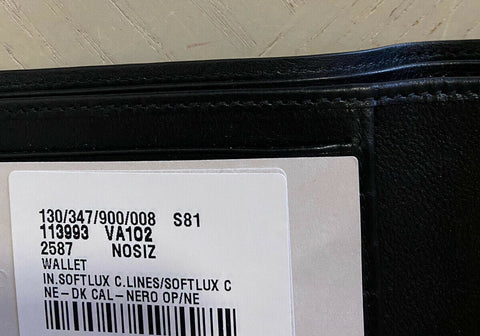 130/347/900/008 S81
113993 VA102
2587 NOSIZ
WALLET
IN.SOFTLUX C.LINES/SOFTLUX C
NE-DK CAL-NERO OP/NE